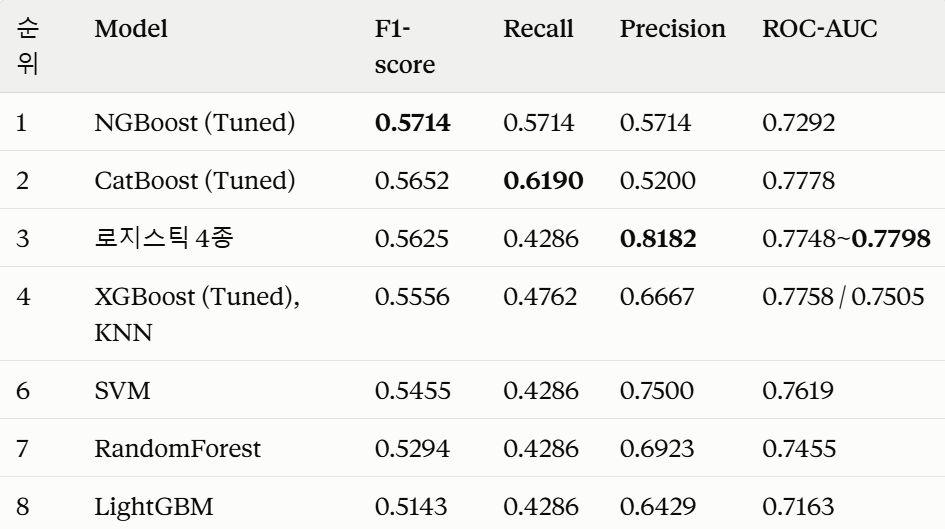 순위 Model F1-score Recall Precision ROC-AUC
1 NGBoost (Tuned) 0.5714 0.5714 0.5714 0.7292
2 CatBoost (Tuned) 0.5652 0.6190 0.5200 0.7778
3 로지스틱 4종 0.5625 0.4286 0.8182 0.7748~0.7798
4 XGBoost (Tuned), KNN 0.5556 0.4762 0.6667 0.7758 / 0.7505
6 SVM 0.5455 0.4286 0.7500 0.7619
7 RandomForest 0.5294 0.4286 0.6923 0.7455
8 LightGBM 0.5143 0.4286 0.6429 0.7163